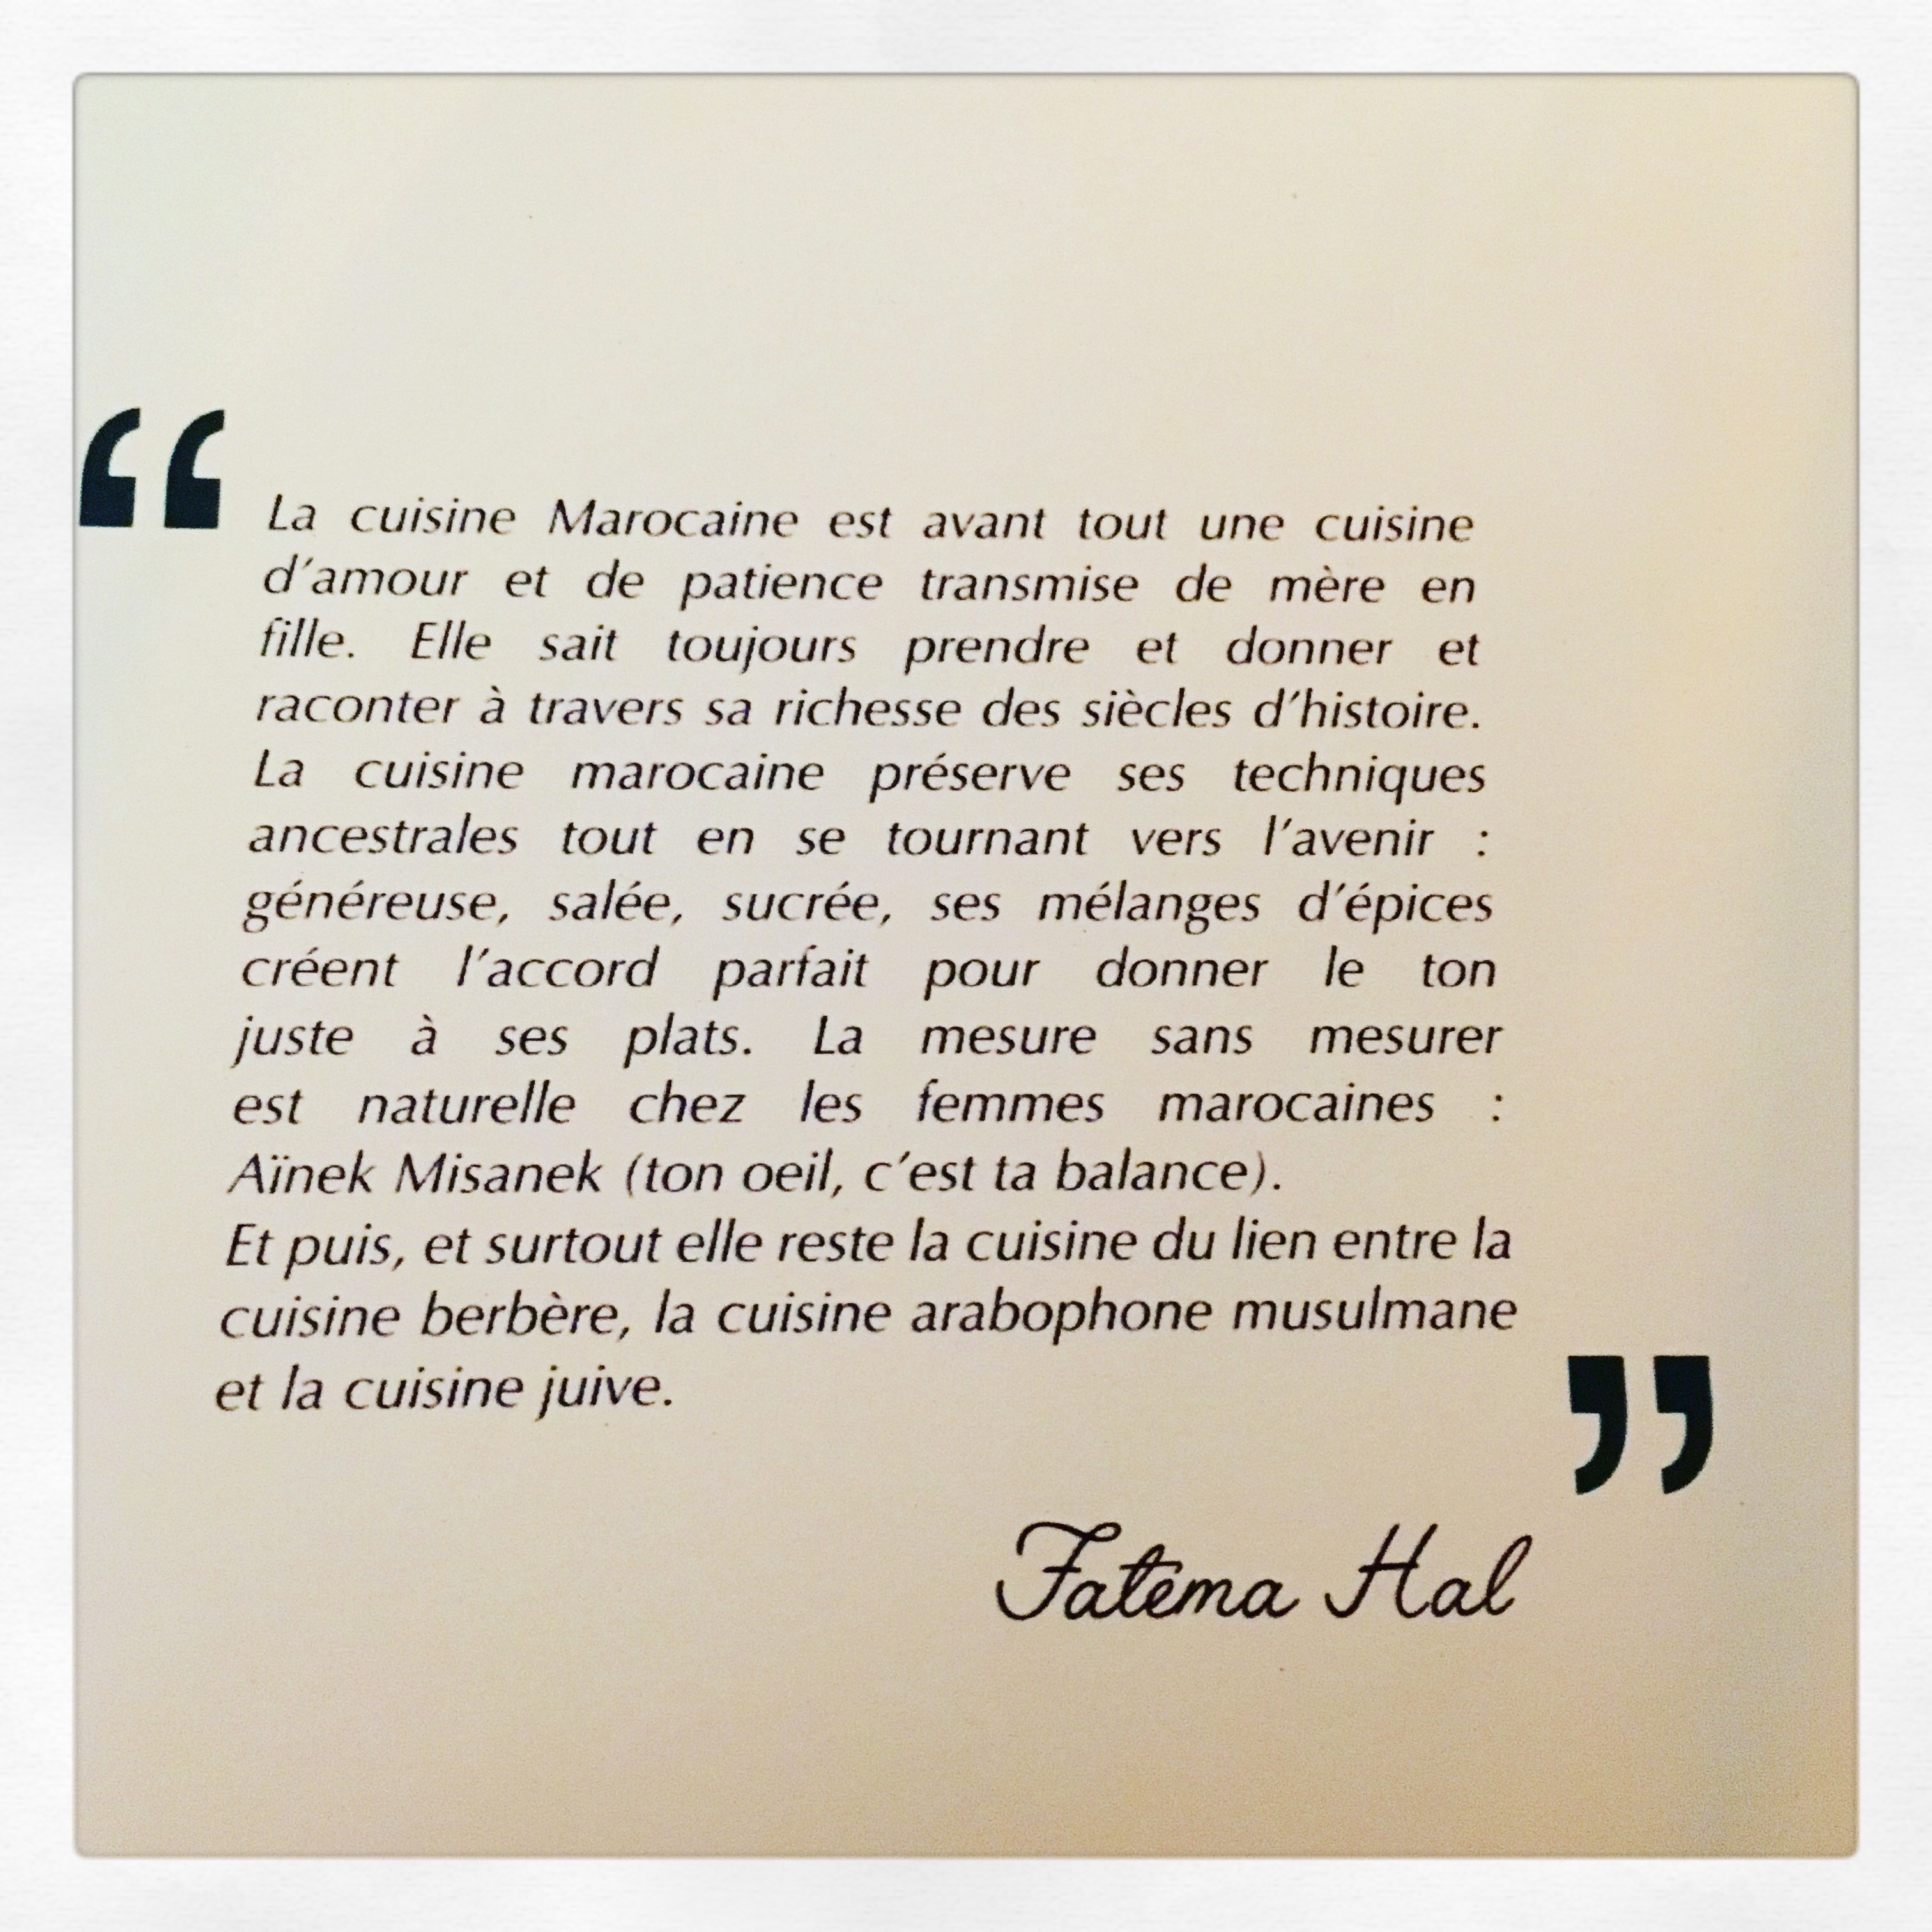 “ La cuisine Marocaine est avant tout une cuisine
d’amour et de patience transmise de mère en
fille. Elle sait toujours prendre et donner et
raconter à travers sa richesse des siècles d’histoire.
La cuisine marocaine préserve ses techniques
ancestrales tout en se tournant vers l’avenir :
généreuse, salée, sucrée, ses mélanges d’épices
créent l’accord parfait pour donner le ton
juste à ses plats. La mesure sans mesurer
est naturelle chez les femmes marocaines :
Aïnek Misanek (ton oeil, c’est ta balance).
Et puis, et surtout elle reste la cuisine du lien entre la
cuisine berbère, la cuisine arabophone musulmane
et la cuisine juive. ”
Fatéma Hal